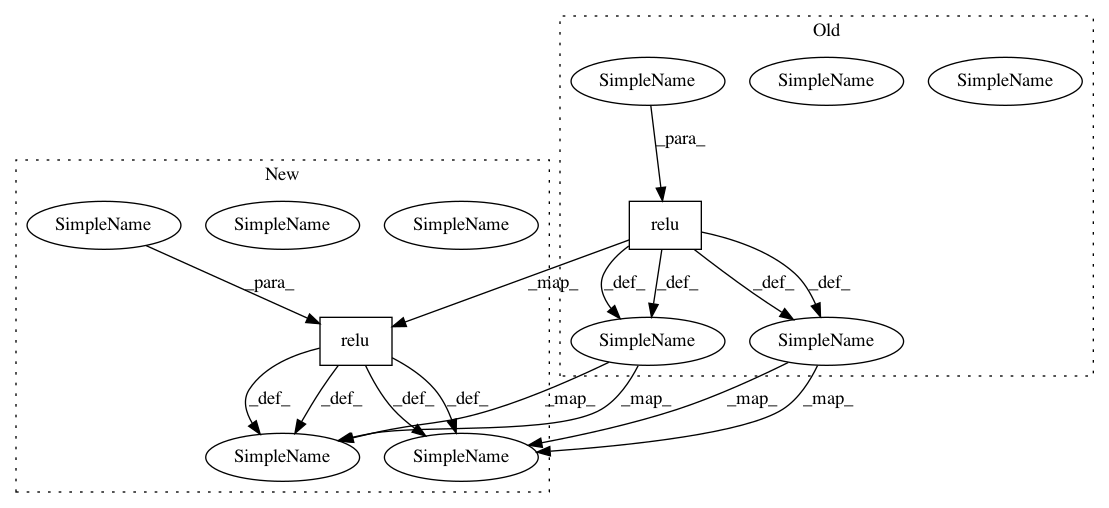 Old
SimpleName SimpleName SimpleName
_para_
New
SimpleName SimpleName SimpleName
relu
_para_ _map_ _def_ _def_ _def_ _def_
relu
SimpleName SimpleName
_def_ _def_ _def_ _def_ _map_ _map_ _map_ _map_
SimpleName SimpleName